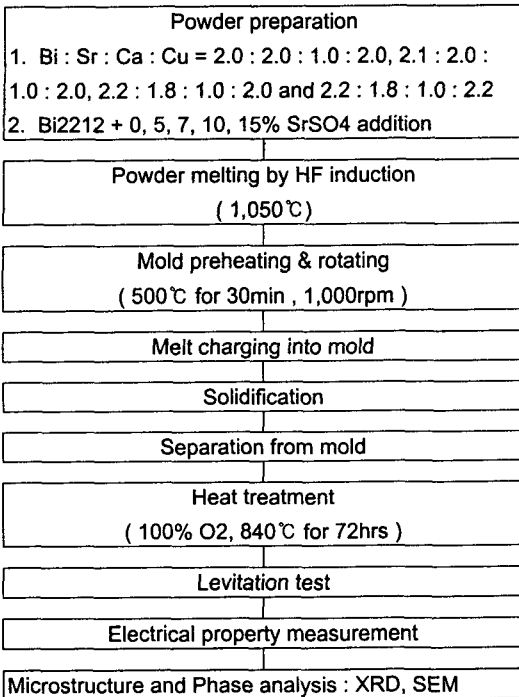 Powder preparation
1. Bi : Sr : Ca : Cu = 2.0 : 2.0 : 1.0 : 2.0, 2.1 : 2.0 :
1.0 : 2.0, 2.2 : 1.8 : 1.0 : 2.0 and 2.2 : 1.8 : 1.0 : 2.2
2. Bi2212 + 0, 5, 7, 10, 15% SrSO4 addition
Powder melting by HF induction
( 1,050℃)
Mold preheating & rotating
( 500℃ for 30min , 1,000rpm )
Melt charging into mold
Solidification
Separation from mold
Heat treatment
( 100% O2, 840℃ for 72hrs )
Levitation test
Electrical property measurement
Microstructure and Phase analysis : XRD, SEM